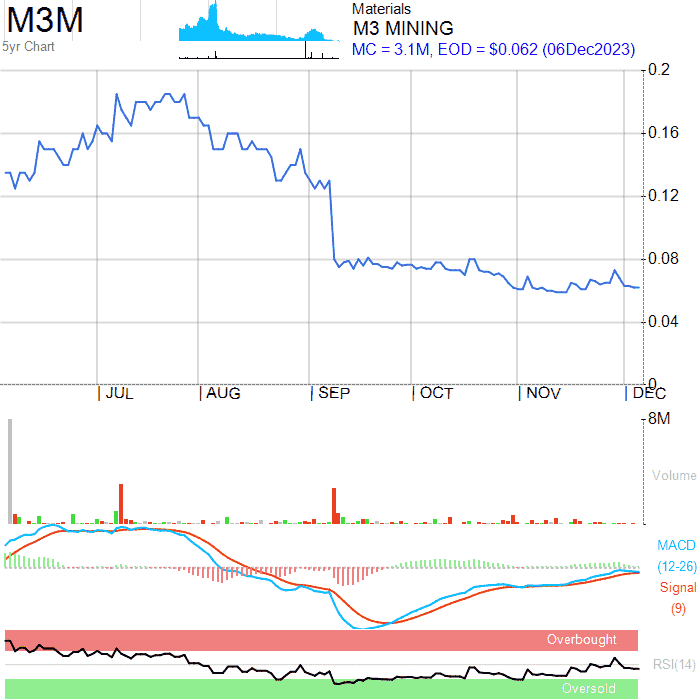 M3M
5yr Chart
Materials
M3 MINING
MC = 3.1M, EOD = $0.062 (06Dec2023)
0.2
0.16
0.12
0.08
0.04
0
JUL AUG SEP OCT NOV DEC
8M
Volume
MACD
(12-26)
Signal
(9)
Overbought
RSI(14)
Oversold